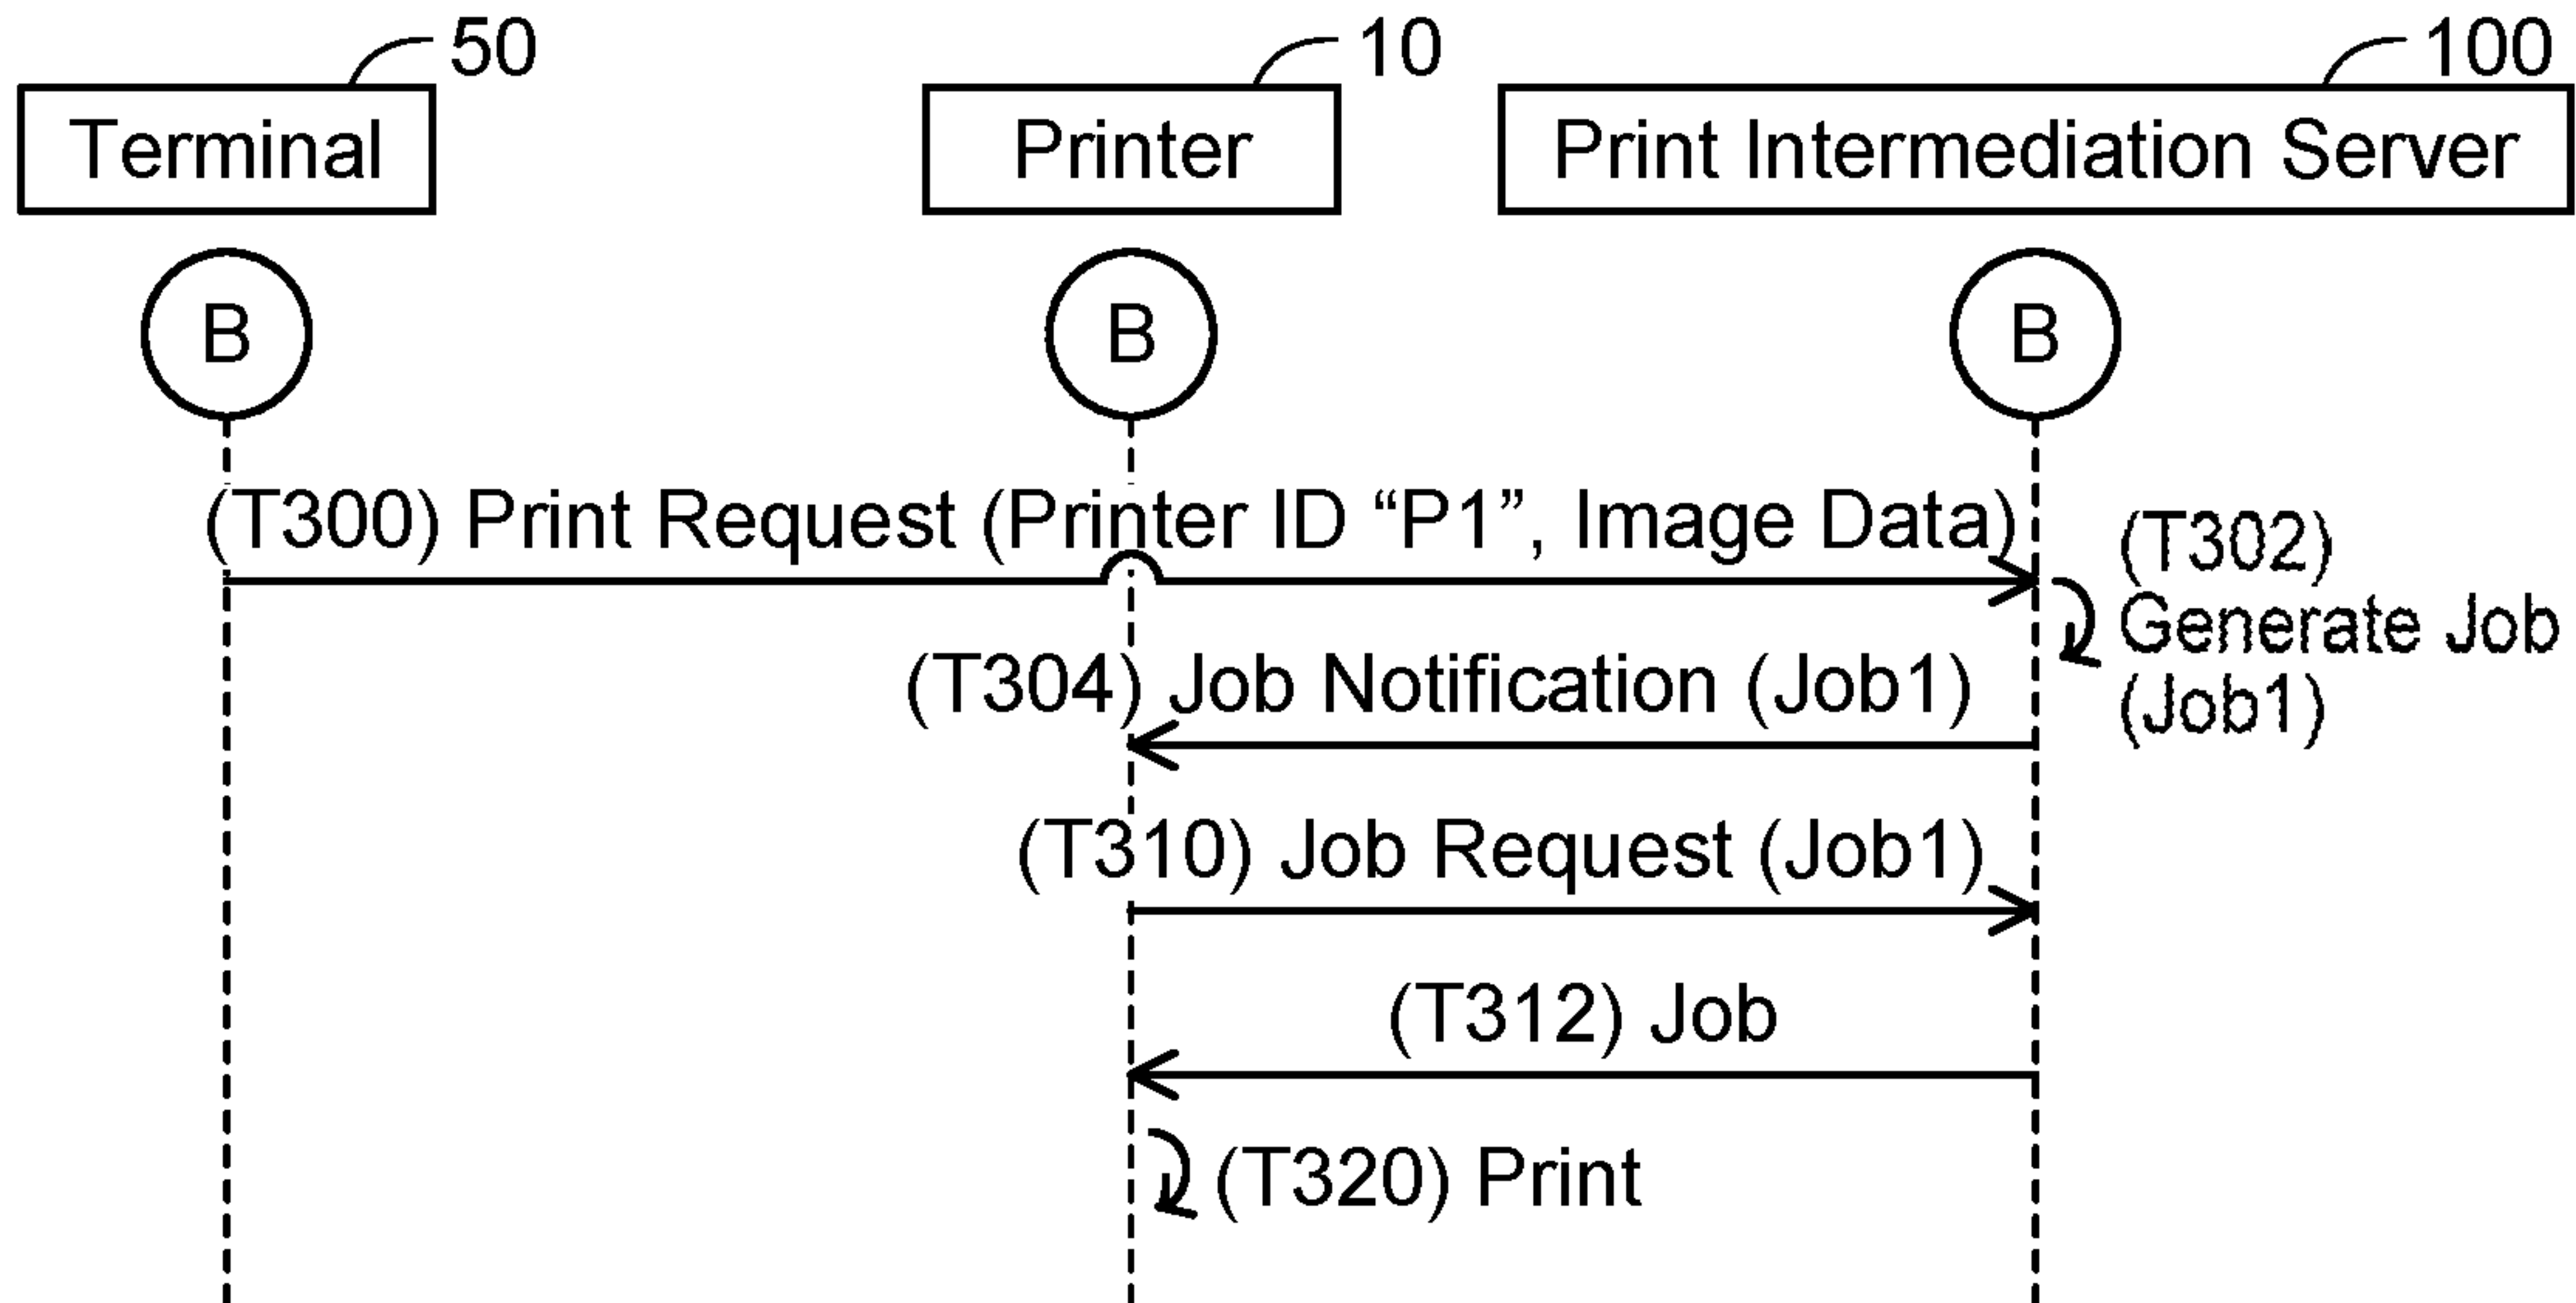 50
10
100
Terminal
Printer
Print Intermediation Server
B
B
B
(T300) Print Request (Printer ID “P1”, Image Data)
(T302)
Generate Job
(Job1)
(T304) Job Notification (Job1)
(T310) Job Request (Job1)
(T312) Job
(T320) Print